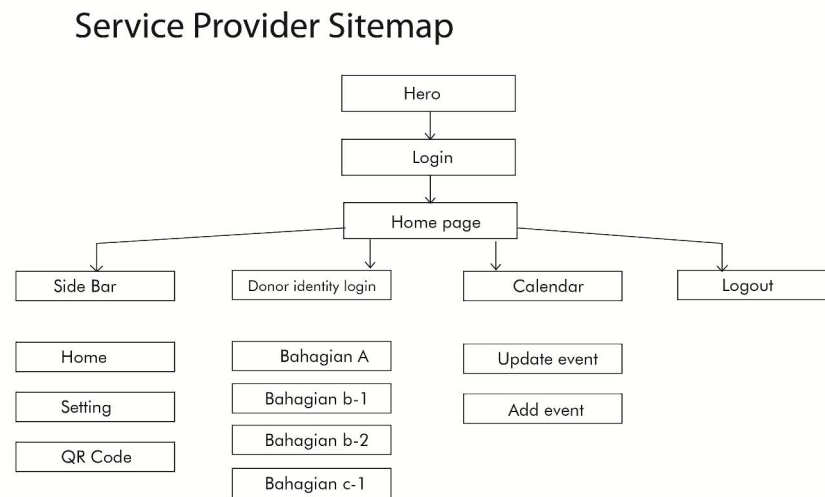 Service Provider Sitemap
Hero
Login
Home page
Side Bar
Donor identity login
Calendar
Logout
Home
Setting
QR Code
Bahagian A
Bahagian b-1
Bahagian b-2
Bahagian c-1
Update event
Add event